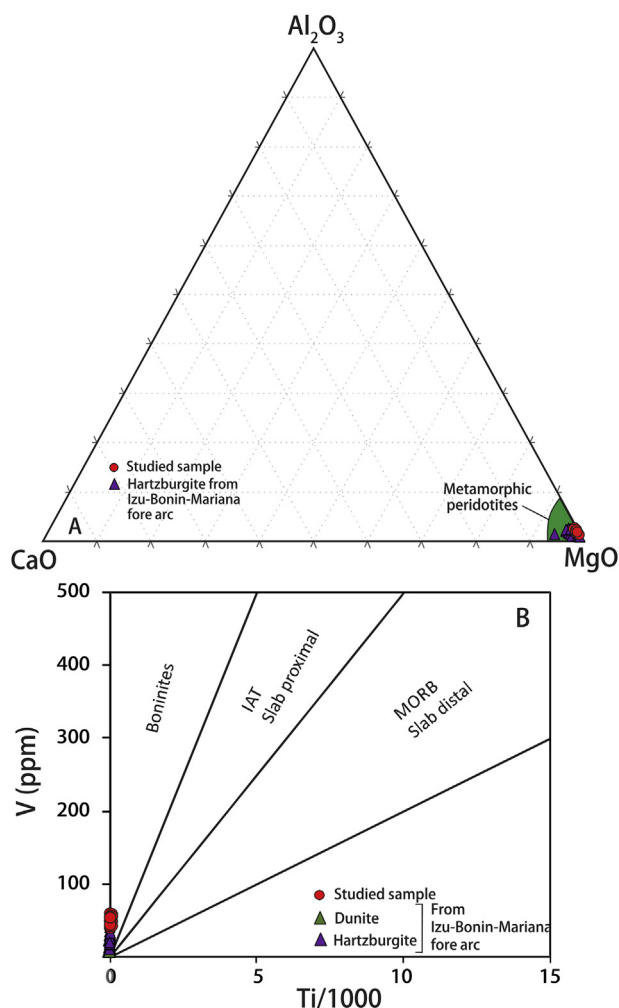 Al2O3
Studied sample
Hartzburgite from
Izu-Bonin-Mariana
fore arc
Metamorphic
peridotites
A
CaO
MgO
B
500
400
300
200
100
V (ppm)
Boninites
IAT
Slab proximal
MORB
Slab distal
Studied sample
Dunite
Hartzburgite
From
Izu-Bonin-Mariana
fore arc
0
5
10
15
Ti/1000